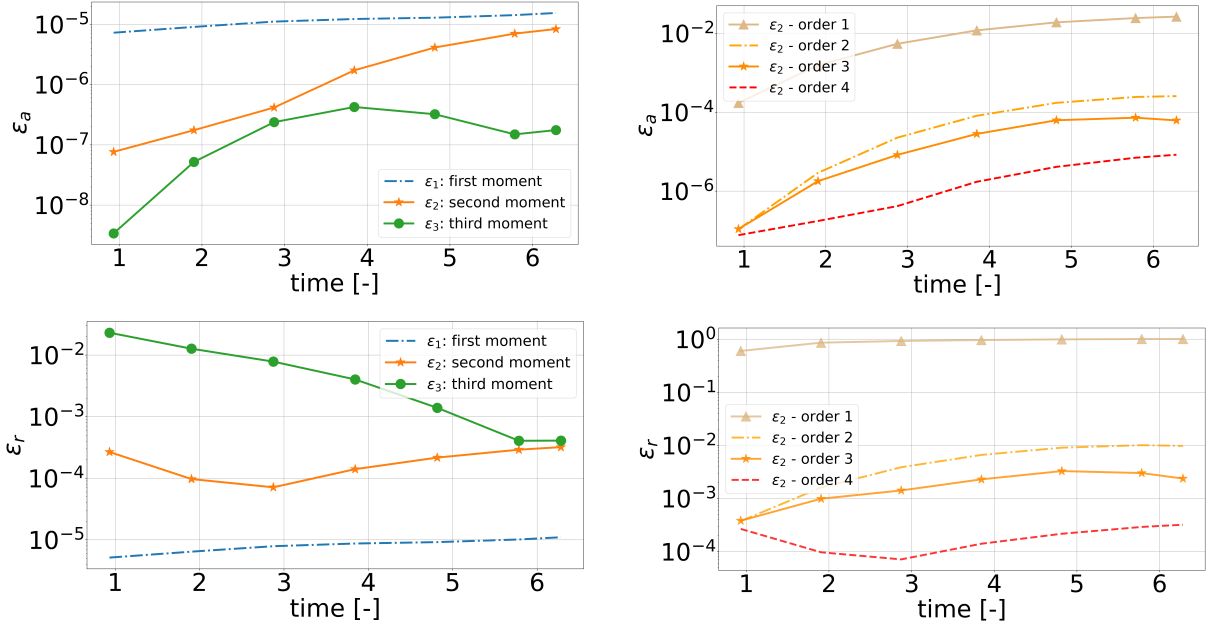 10⁻⁵
10⁻⁶
10⁻⁷
10⁻⁸
εₐ
ε₁: first moment
ε₂: second moment
ε₃: third moment
1 2 3 4 5 6
time [-]
10⁻²
10⁻⁴
10⁻⁶
εₐ
ε₂ - order 1
ε₂ - order 2
ε₂ - order 3
ε₂ - order 4
1 2 3 4 5 6
time [-]
10⁻²
10⁻³
10⁻⁴
10⁻⁵
εᵣ
ε₁: first moment
ε₂: second moment
ε₃: third moment
1 2 3 4 5 6
time [-]
10⁰
10⁻¹
10⁻²
10⁻³
10⁻⁴
εᵣ
ε₂ - order 1
ε₂ - order 2
ε₂ - order 3
ε₂ - order 4
1 2 3 4 5 6
time [-]